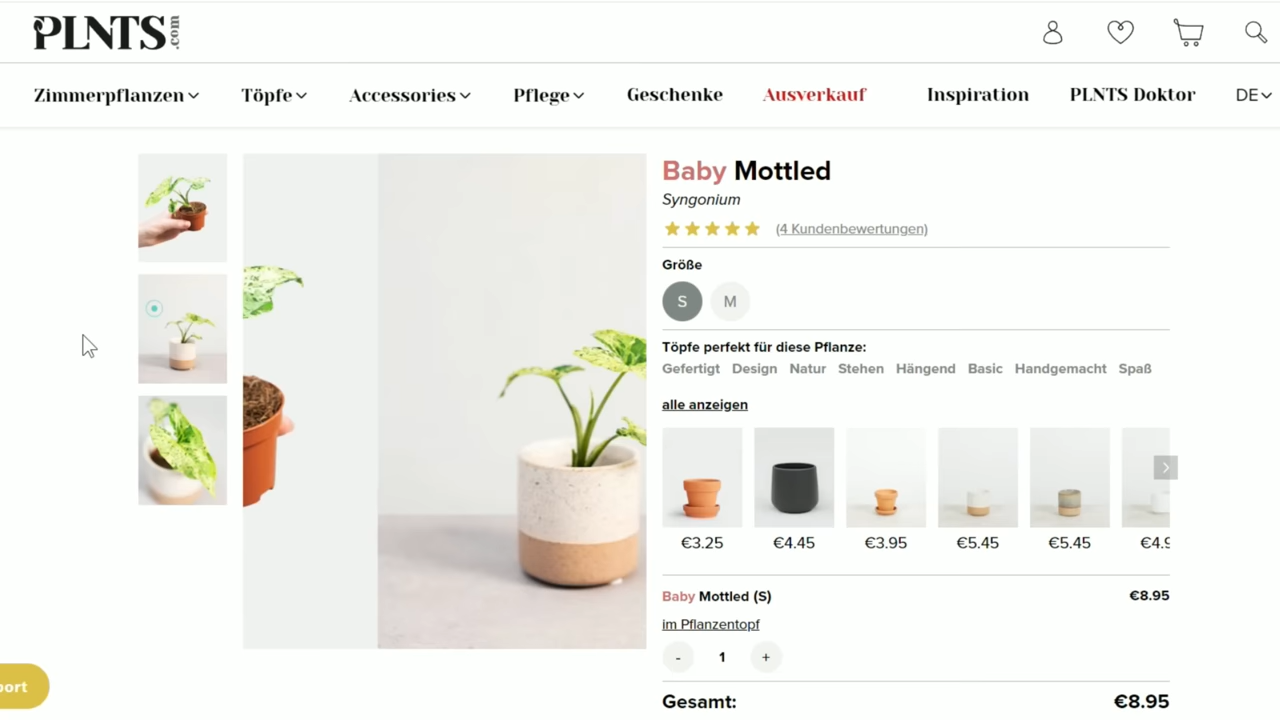 PLNTS.com
Zimmerpflanzen Töpfe Accessories Pflege Geschenke Ausverkauf Inspiration PLNTS Doktor DE
Baby Mottled
Syngonium
(4 Kundenbewertungen)
Größe
S M
Töpfe perfekt für diese Pflanze:
Gefertigt Design Natur Stehen Hängend Basic Handgemacht Spaß
alle anzeigen
€3.25 €4.45 €3.95 €5.45 €5.45
Baby Mottled (S) €8.95
im Pflanzentopf
- 1 +
Gesamt: €8.95